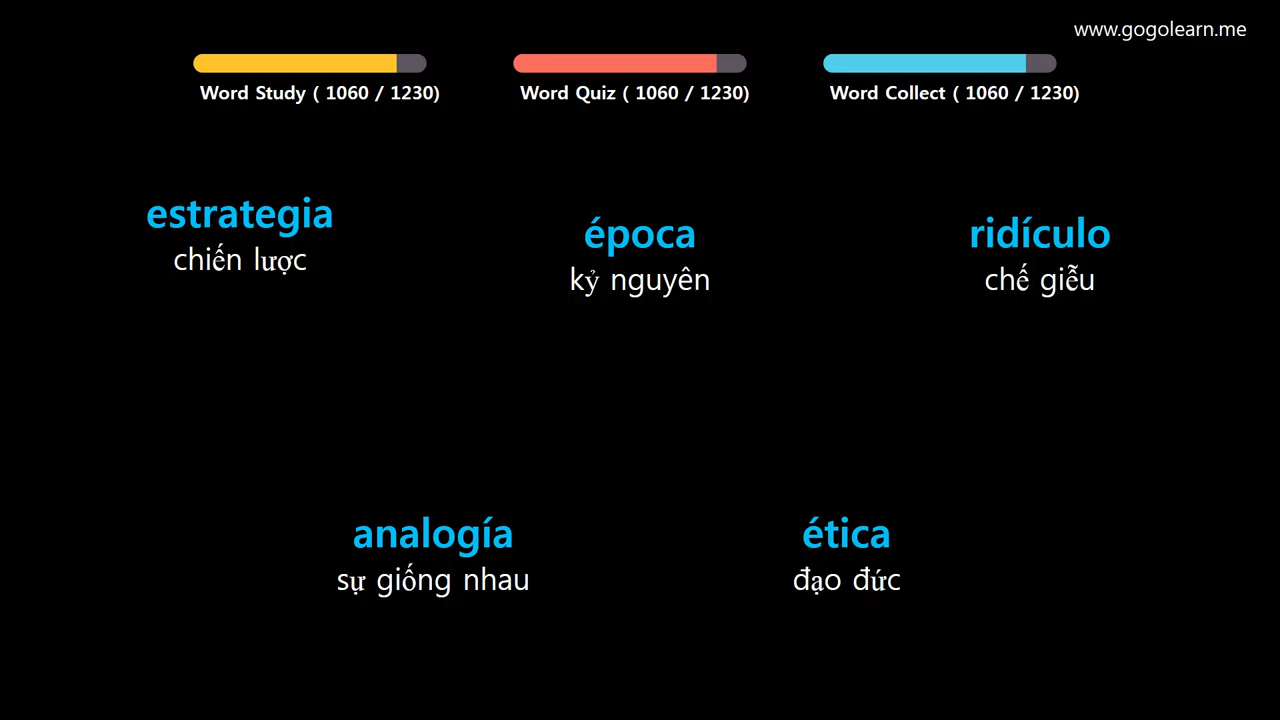 www.gogolearn.me
Word Study ( 1060 / 1230)
Word Quiz ( 1060 / 1230)
Word Collect ( 1060 / 1230)
estrategia
chiến lược
época
kỷ nguyên
ridículo
chế giễu
analogía
sự giống nhau
ética
đạo đức